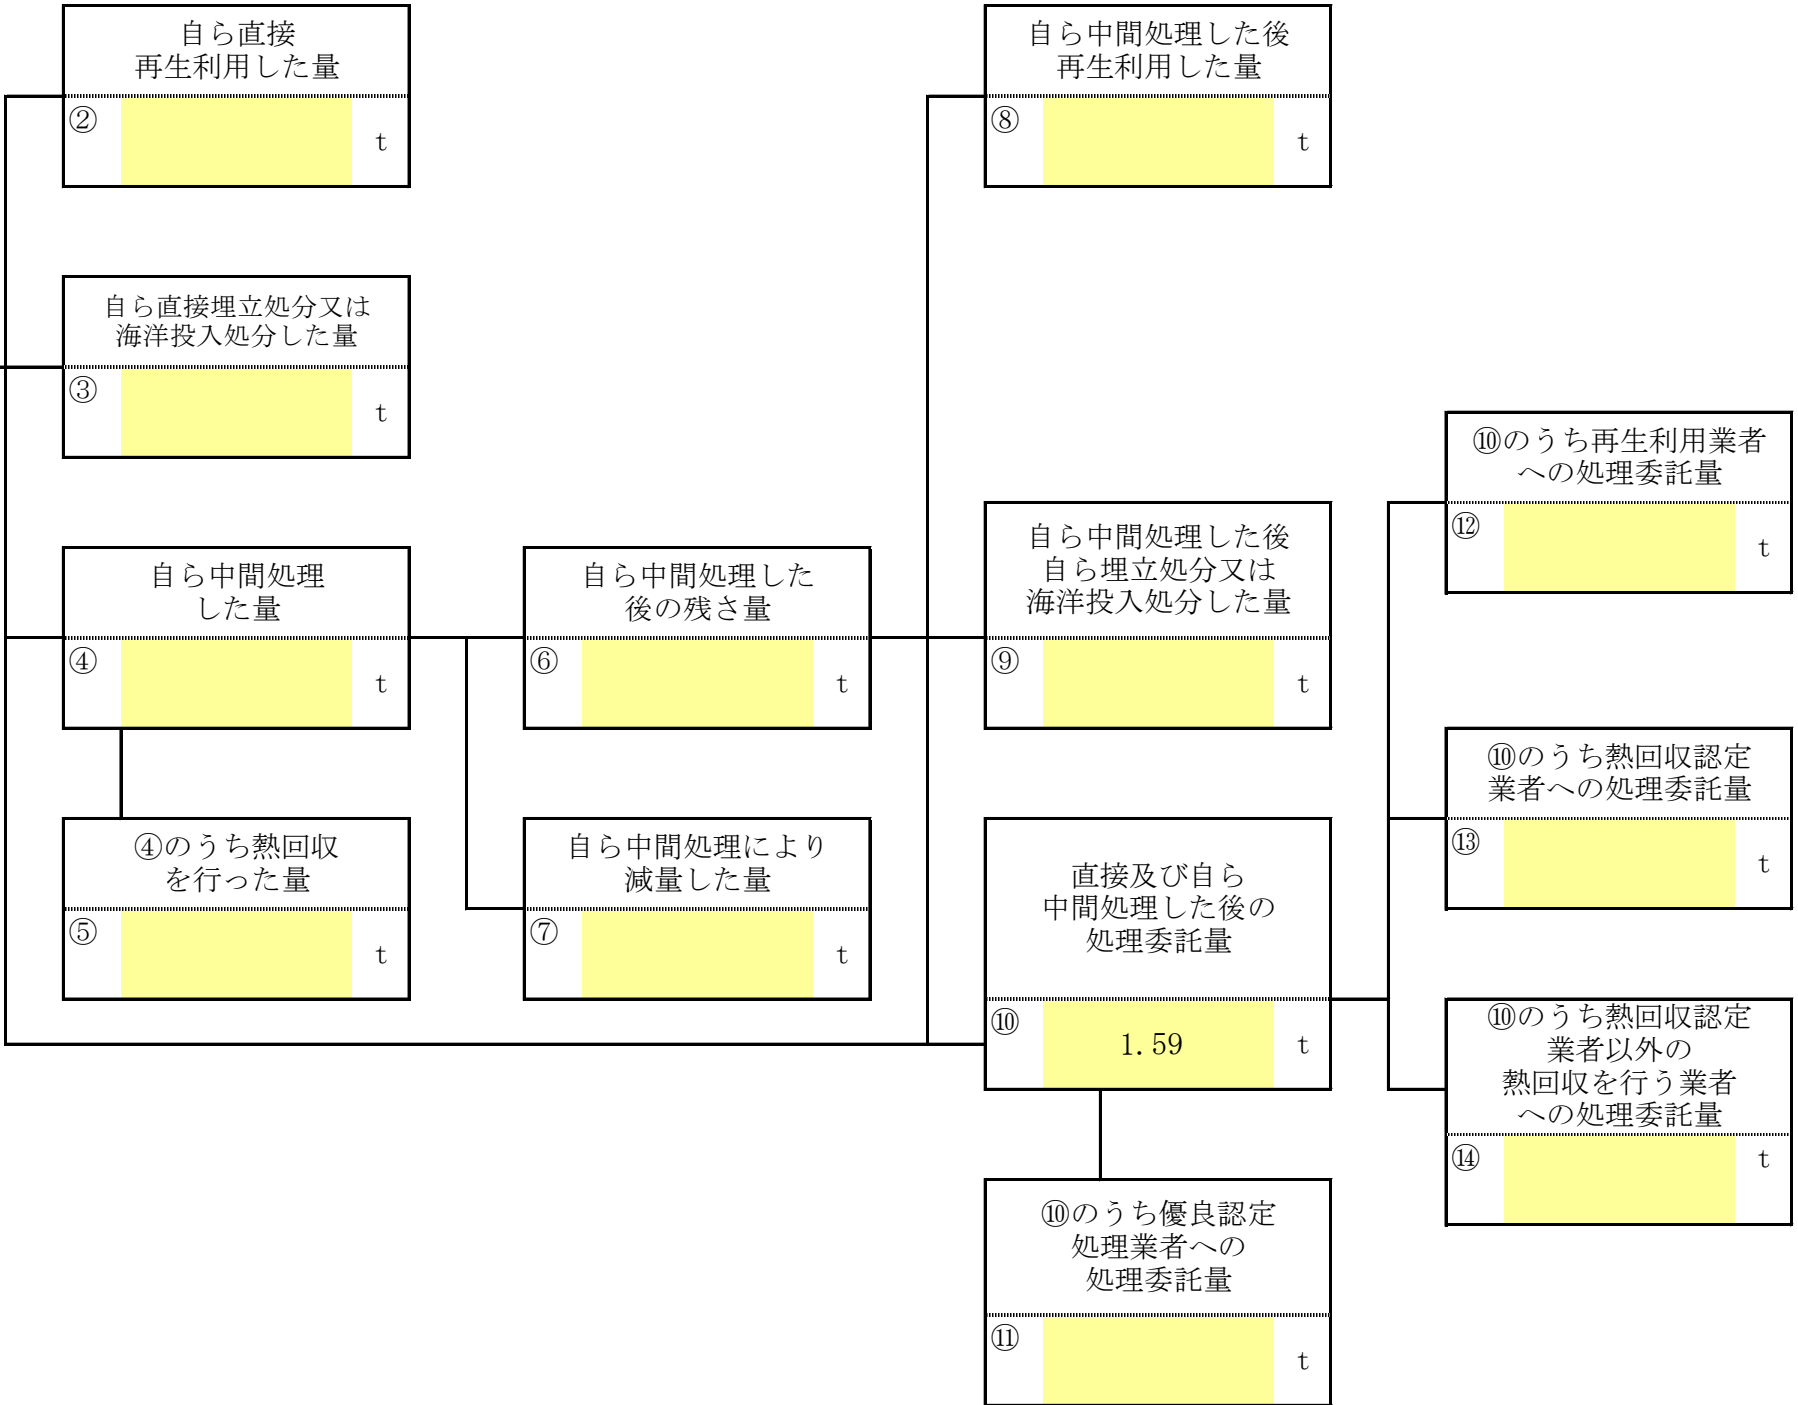 自ら直接
再生利用した量
②
t
自ら中間処理した後
再生利用した量
⑧
t
自ら直接埋立処分又は
海洋投入処分した量
③
t
⑩のうち再生利用業者
への処理委託量
⑫
t
自ら中間処理
した量
④
t
自ら中間処理した
後の残さ量
⑥
t
自ら中間処理した後
自ら埋立処分又は
海洋投入処分した量
⑨
t
⑩のうち熱回収認定
業者への処理委託量
⑬
t
④のうち熱回収
を行った量
⑤
t
自ら中間処理により
減量した量
⑦
t
直接及び自ら
中間処理した後の
処理委託量
⑩ 1.59 t
⑩のうち熱回収認定
業者以外の
熱回収を行う業者
への処理委託量
⑭
t
⑩のうち優良認定
処理業者への
処理委託量
⑪
t